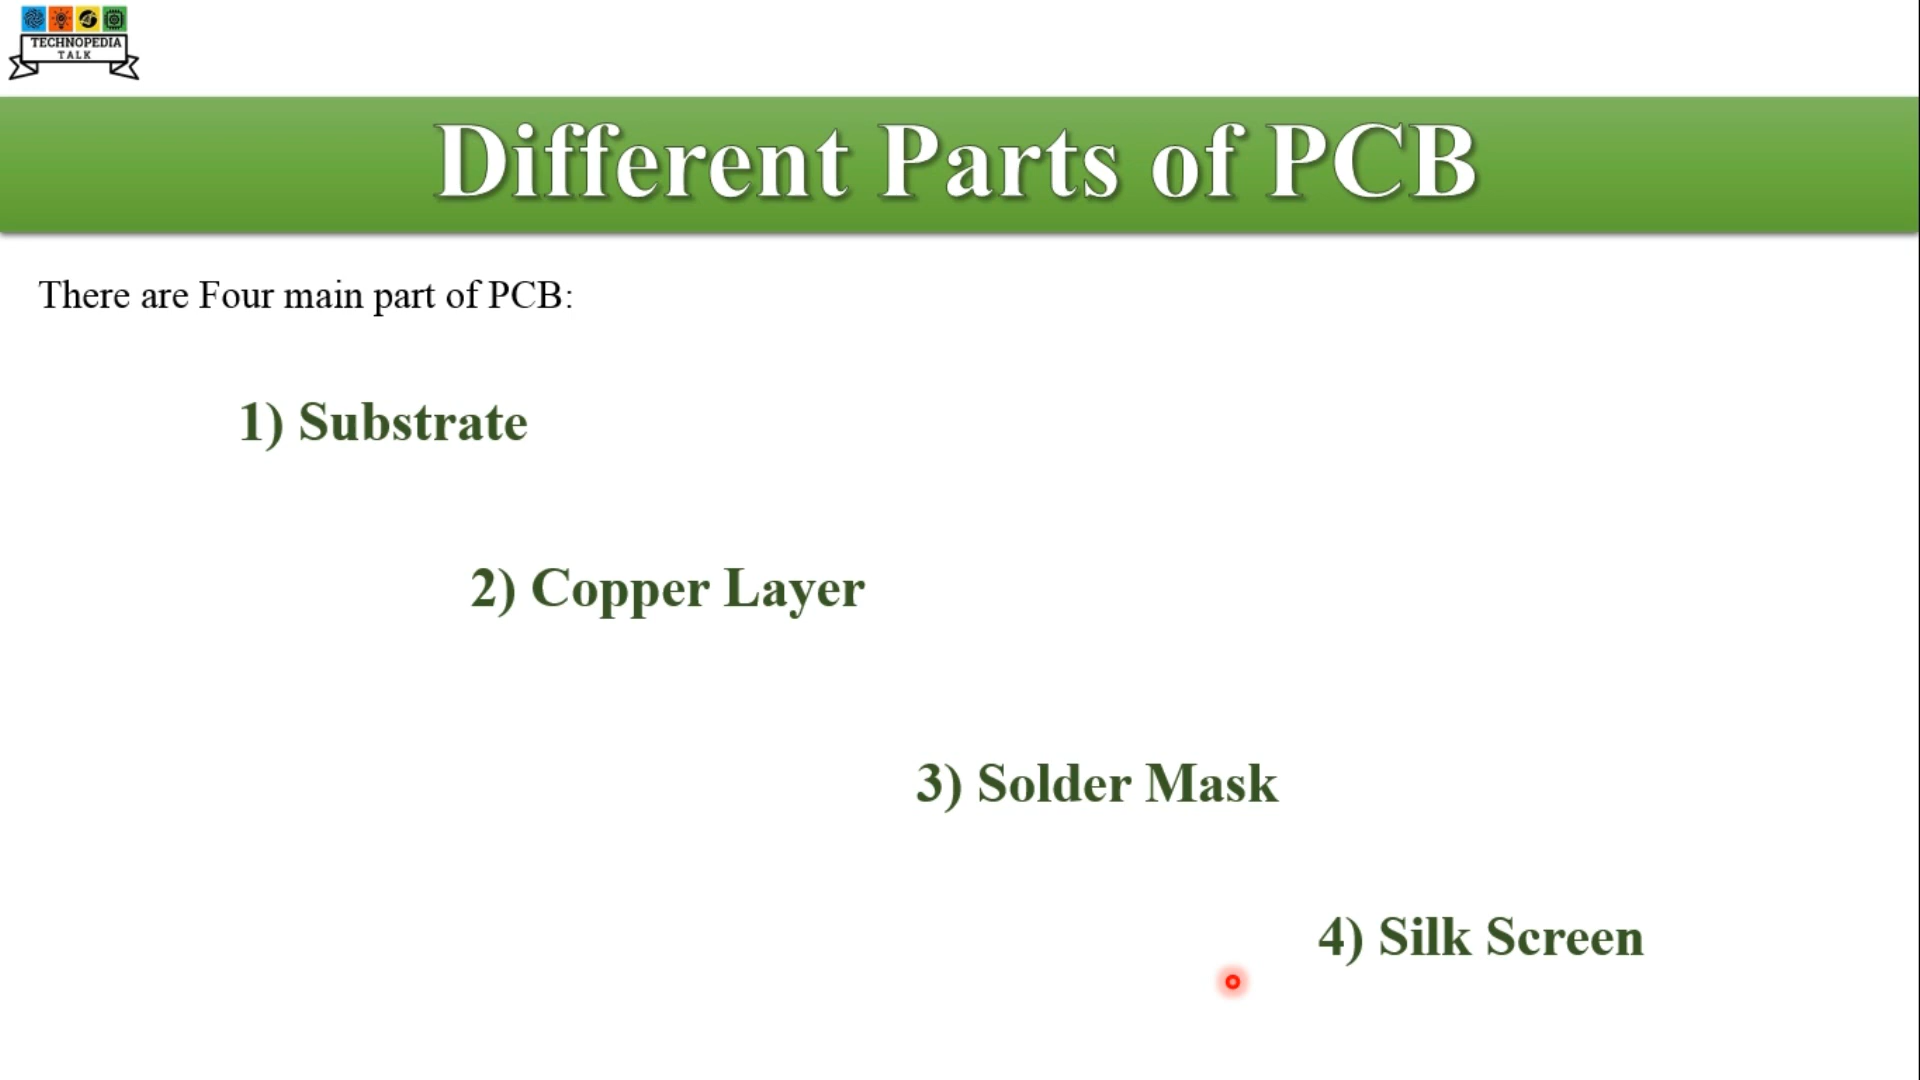 TECHNOPEDIA
TALK
Different Parts of PCB
There are Four main part of PCB:
1) Substrate
2) Copper Layer
3) Solder Mask
4) Silk Screen